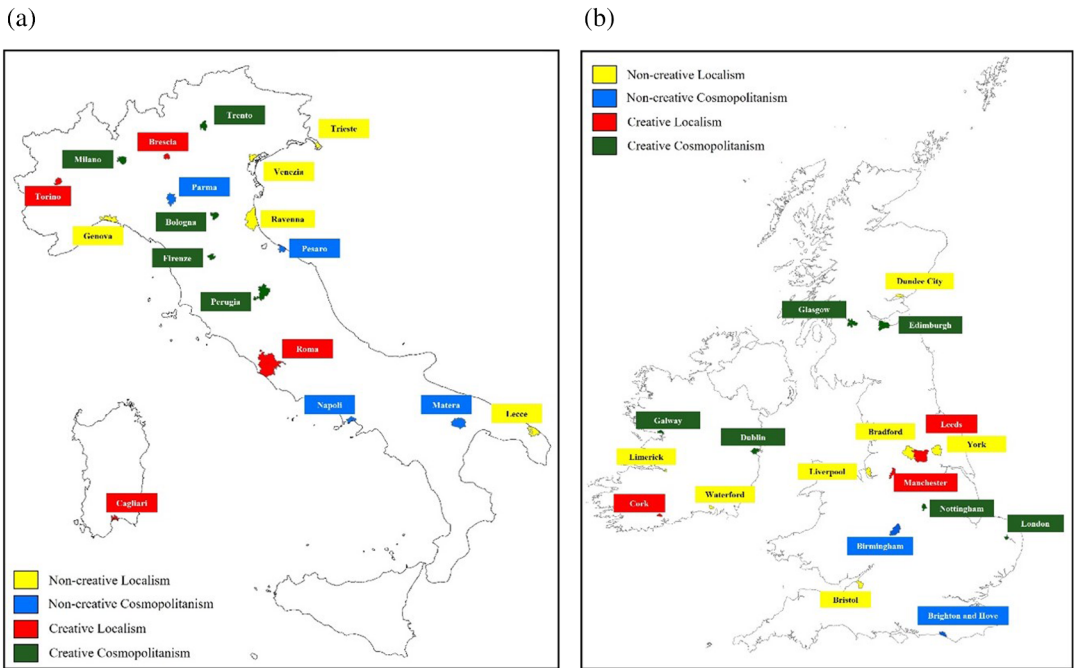 (a)
(b)
Trento
Brescia
Trieste
Milano
Venezia
Torino
Parma
Bologna
Ravenna
Genova
Pesaro
Firenze
Perugia
Roma
Napoli
Matera
Lecce
Cagliari
Non-creative Localism
Non-creative Cosmopolitanism
Creative Localism
Creative Cosmopolitanism
Non-creative Localism
Non-creative Cosmopolitanism
Creative Localism
Creative Cosmopolitanism
Dundee City
Glasgow
Edimburgh
Galway
Dublin
Bradford
Leeds
York
Limerick
Liverpool
Manchester
Cork
Waterford
Nottingham
London
Birmingham
Bristol
Brighton and Hove